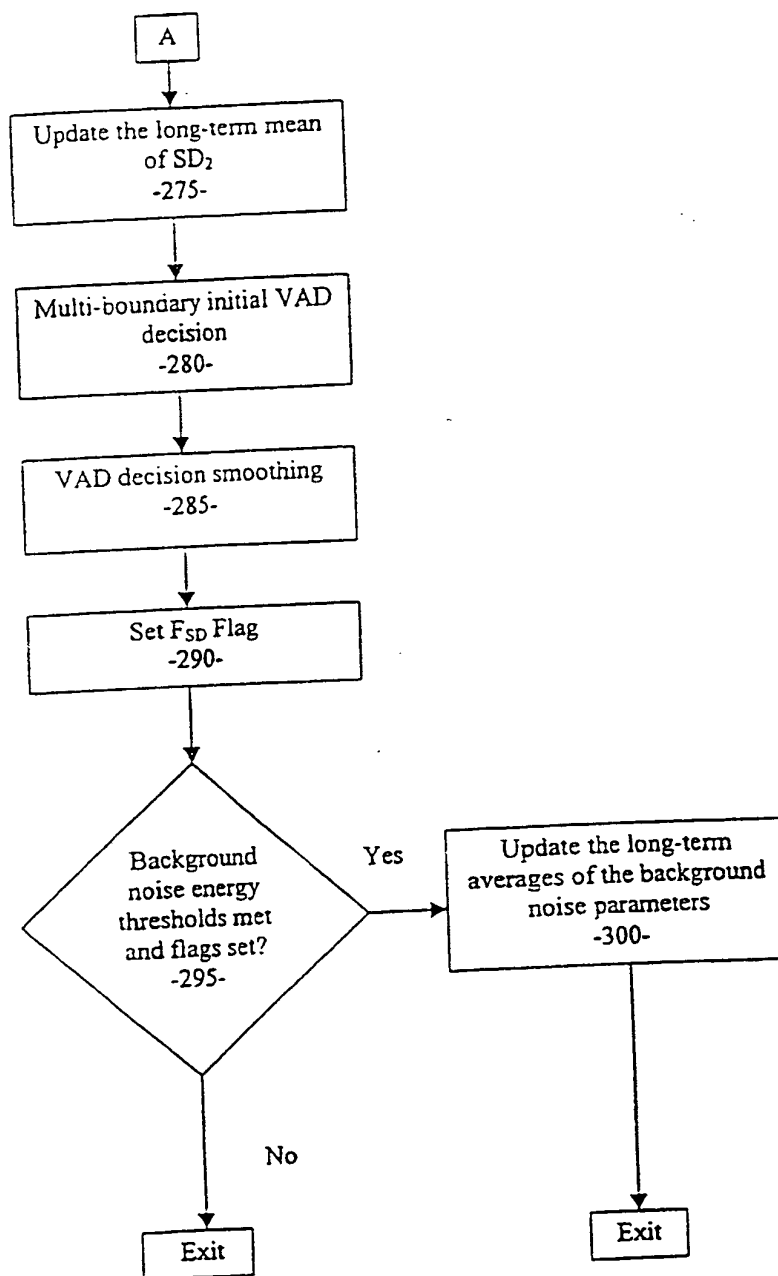 A
Update the long-term mean
of SD₂
-275-
Multi-boundary initial VAD
decision
-280-
VAD decision smoothing
-285-
Set F_SD Flag
-290-
Background
noise energy
thresholds met
and flags set?
-295-
Yes
Update the long-term
averages of the background
noise parameters
-300-
No
Exit
Exit